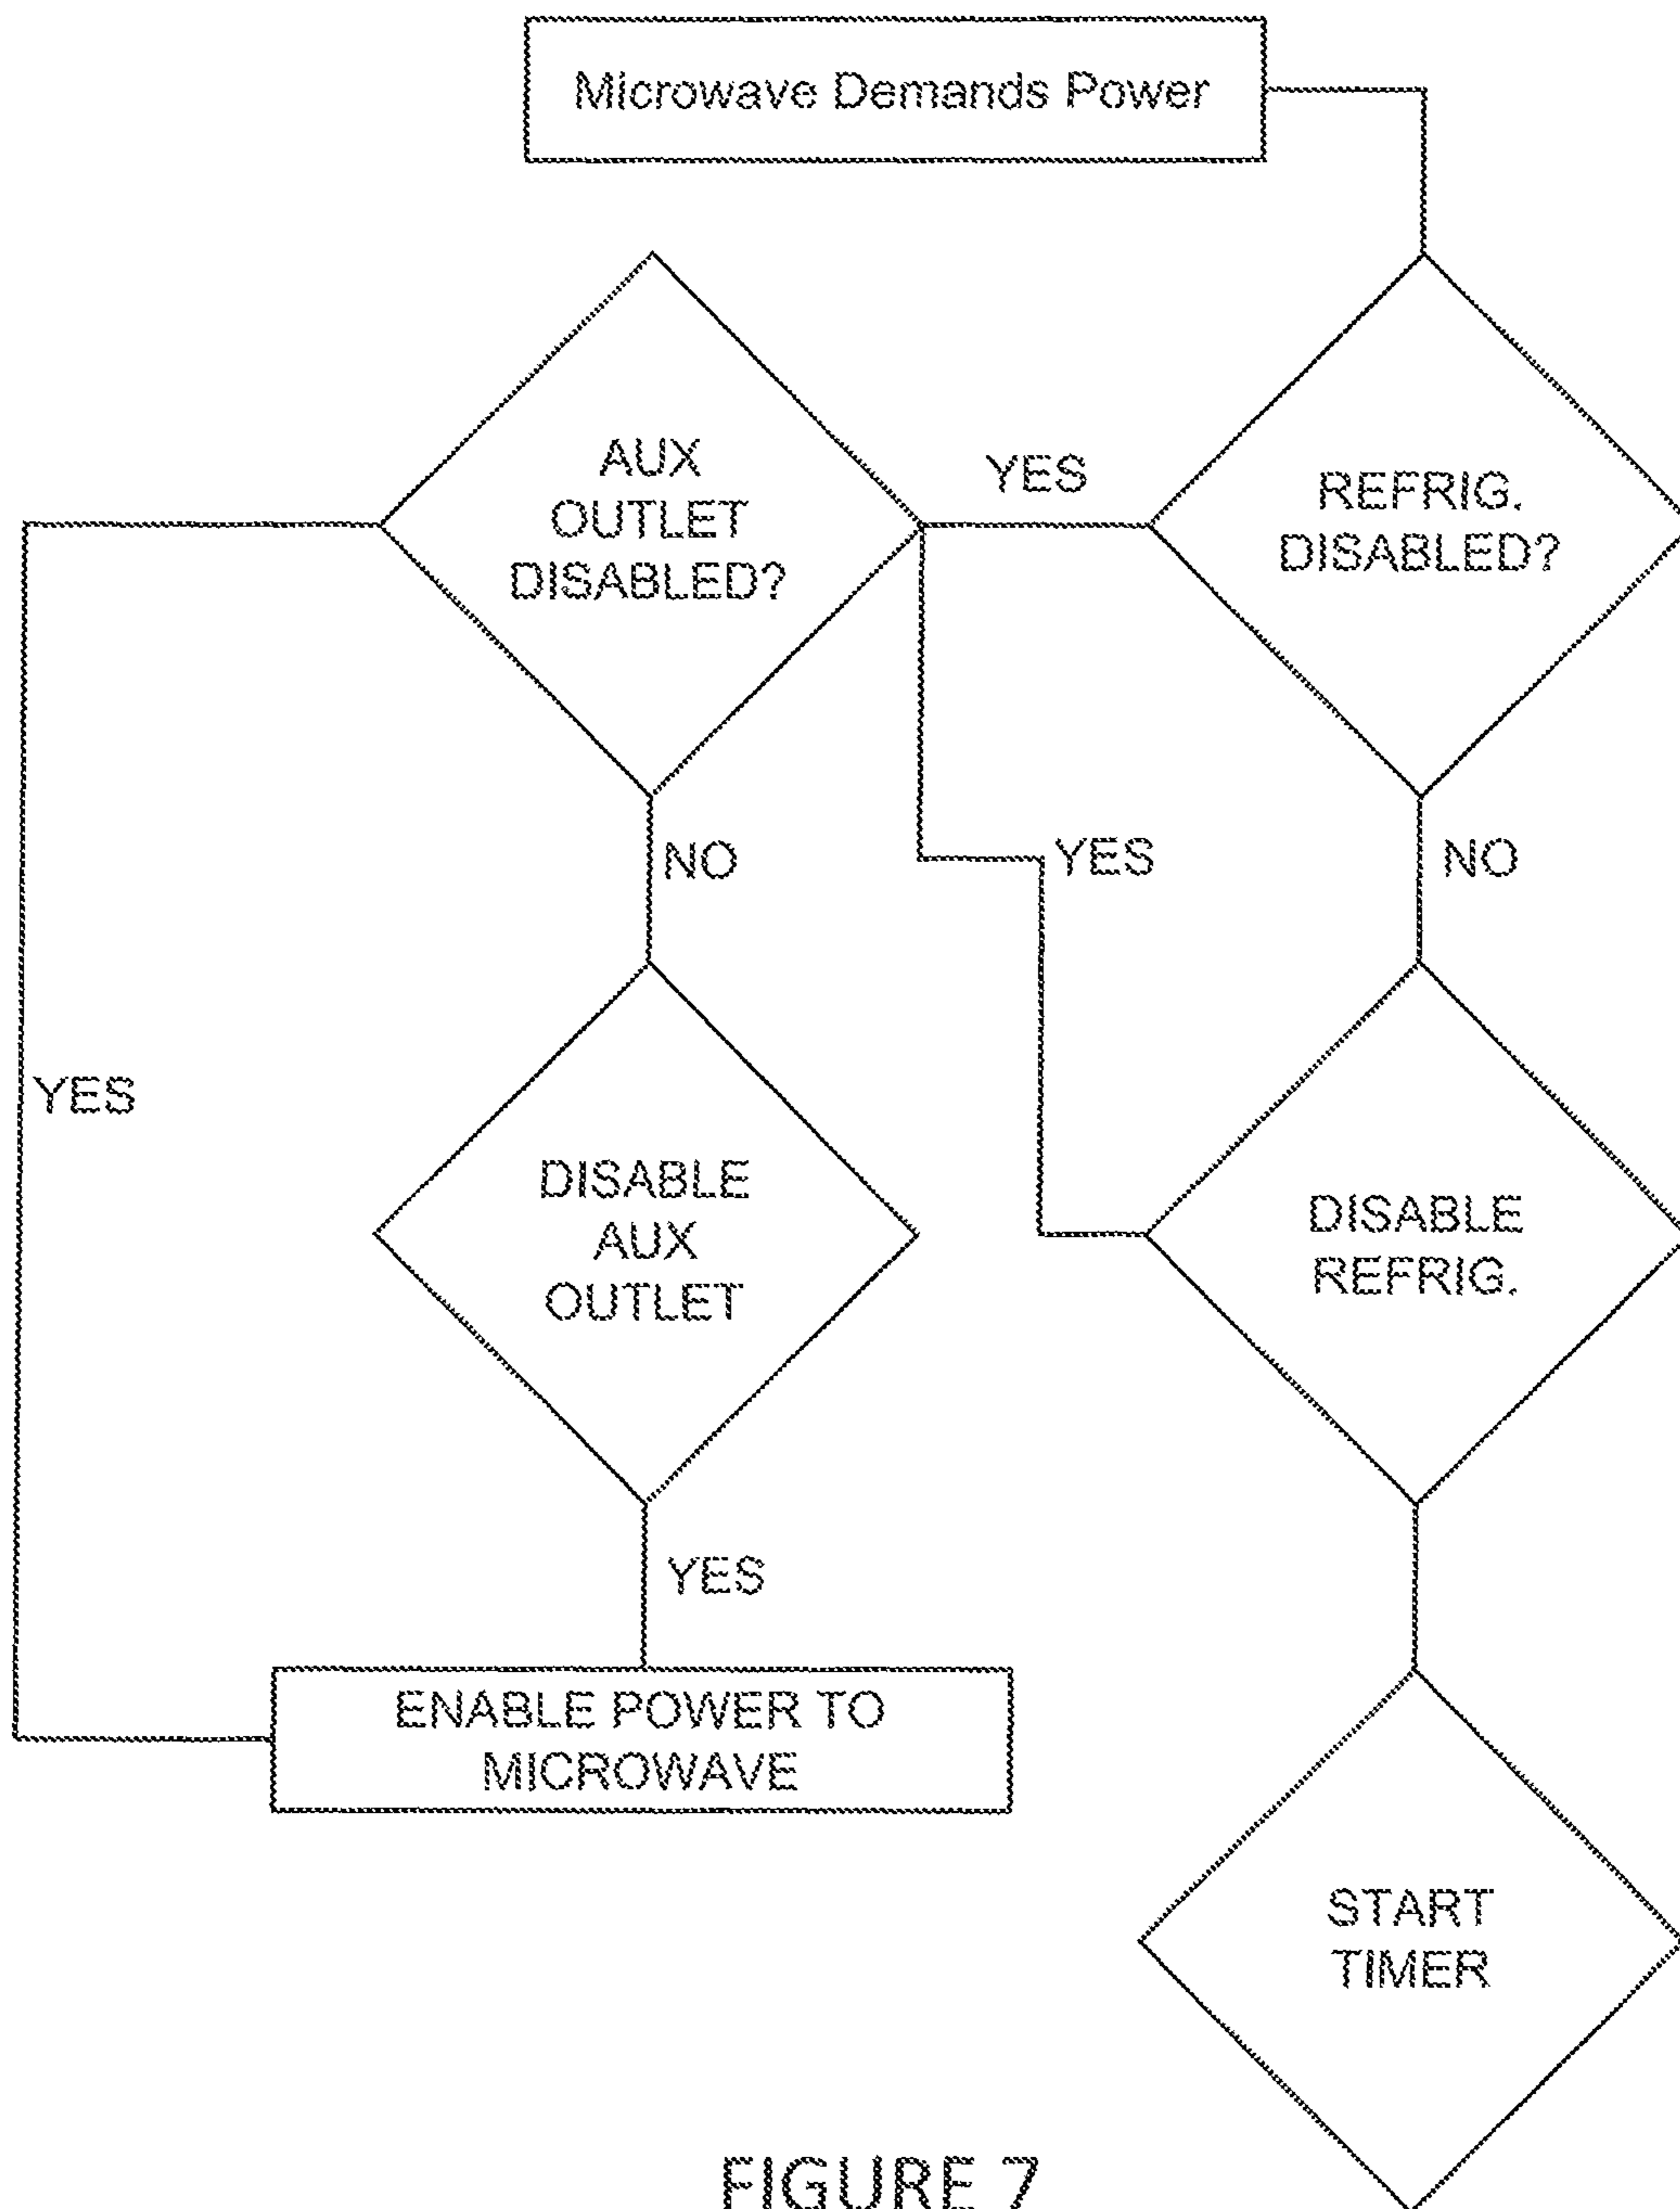 Microwave Demands Power
AUX
OUTLET
DISABLED?
YES
REFRIG.
DISABLED?
NO
YES
NO
YES
DISABLE
AUX
OUTLET
DISABLE
REFRIG.
YES
ENABLE POWER TO
MICROWAVE
START
TIMER
FIGURE 7